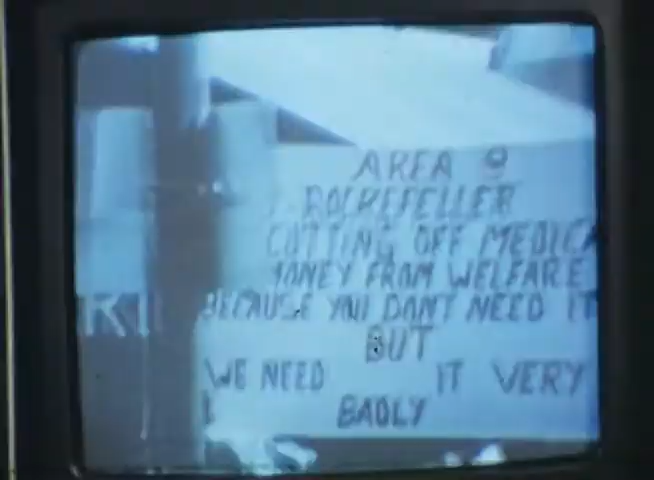 AREA 9
ROCKEFELLER
CUTTING OFF MEDICA
MONEY FROM WELFARE
BECAUSE YOU DONT NEED IT
BUT
WE NEED IT VERY
BADLY